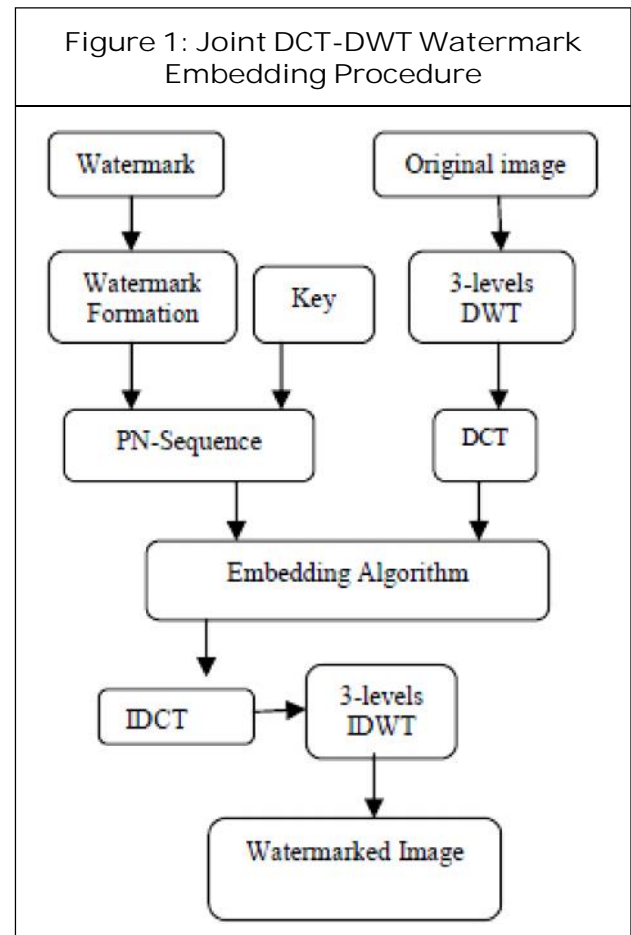 Figure 1: Joint DCT-DWT Watermark
Embedding Procedure
Watermark
Original image
Watermark
Formation
Key
3-levels
DWT
PN-Sequence
DCT
Embedding Algorithm
IDCT
3-levels
IDWT
Watermarked Image